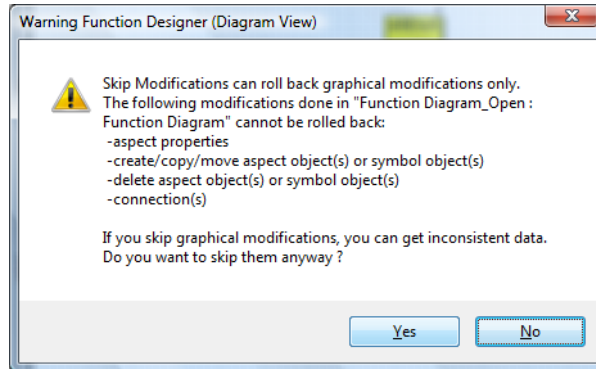 Warning Function Designer (Diagram View)
Skip Modifications can roll back graphical modifications only.
The following modifications done in "Function Diagram_Open :
Function Diagram" cannot be rolled back:
-aspect properties
-create/copy/move aspect object(s) or symbol object(s)
-delete aspect object(s) or symbol object(s)
-connection(s)
If you skip graphical modifications, you can get inconsistent data.
Do you want to skip them anyway ?
Yes
No